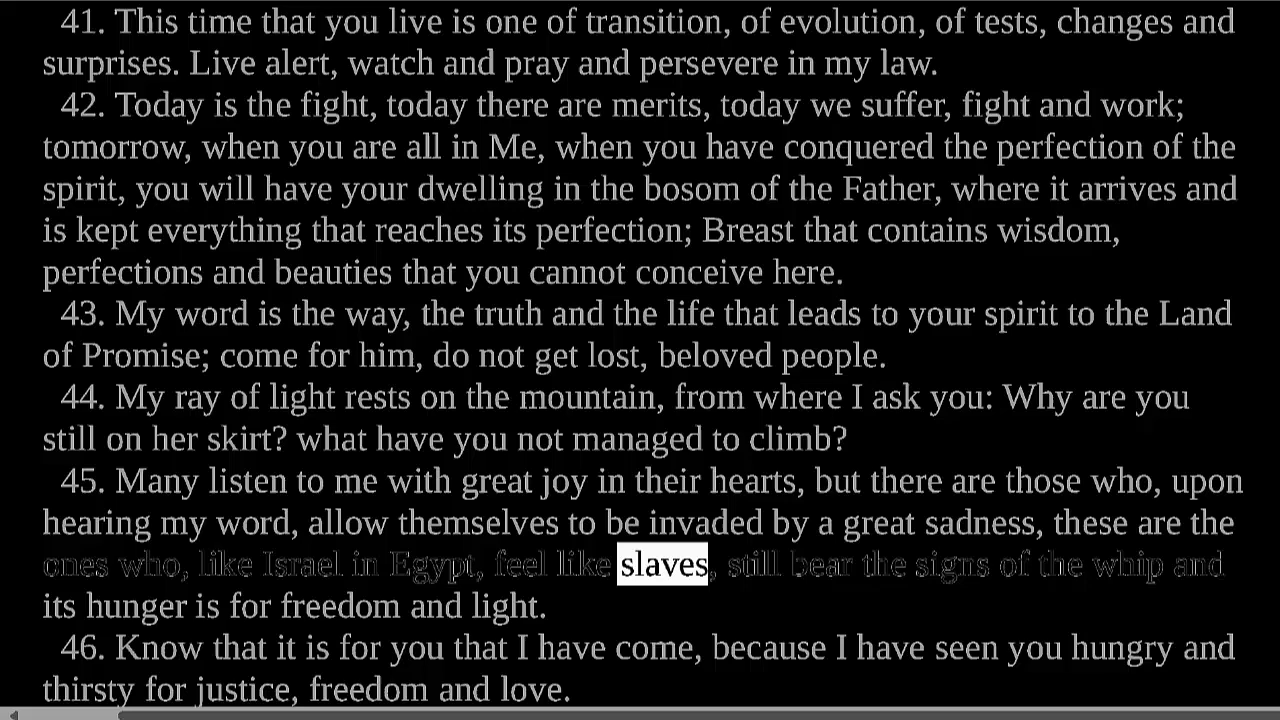 41. This time that you live is one of transition, of evolution, of tests, changes and
surprises. Live alert, watch and pray and persevere in my law.
42. Today is the fight, today there are merits, today we suffer, fight and work;
tomorrow, when you are all in Me, when you have conquered the perfection of the
spirit, you will have your dwelling in the bosom of the Father, where it arrives and
is kept everything that reaches its perfection; Breast that contains wisdom,
perfections and beauties that you cannot conceive here.
43. My word is the way, the truth and the life that leads to your spirit to the Land
of Promise; come for him, do not get lost, beloved people.
44. My ray of light rests on the mountain, from where I ask you: Why are you
still on her skirt? what have you not managed to climb?
45. Many listen to me with great joy in their hearts, but there are those who, upon
hearing my word, allow themselves to be invaded by a great sadness, these are the
ones who, like Israel in Egypt, feel like slaves, still bear the signs of the whip and
its hunger is for freedom and light.
46. Know that it is for you that I have come, because I have seen you hungry and
thirsty for justice, freedom and love.